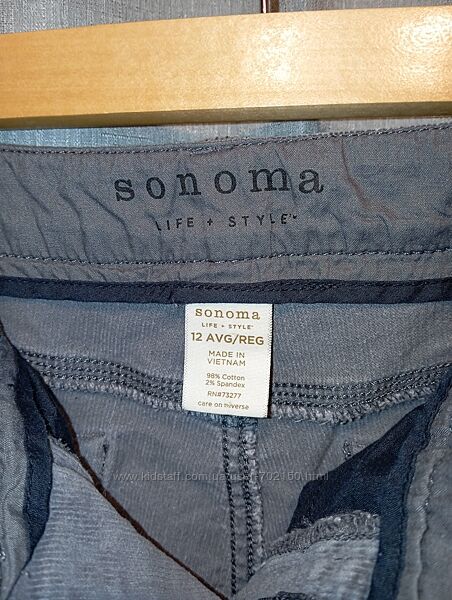 sonoma
LIFE + STYLE™
sonoma
LIFE + STYLE®
12 AVG/REG
MADE IN
VIETNAM
98% Cotton
2% Spandex
RN#73277
care on reverse